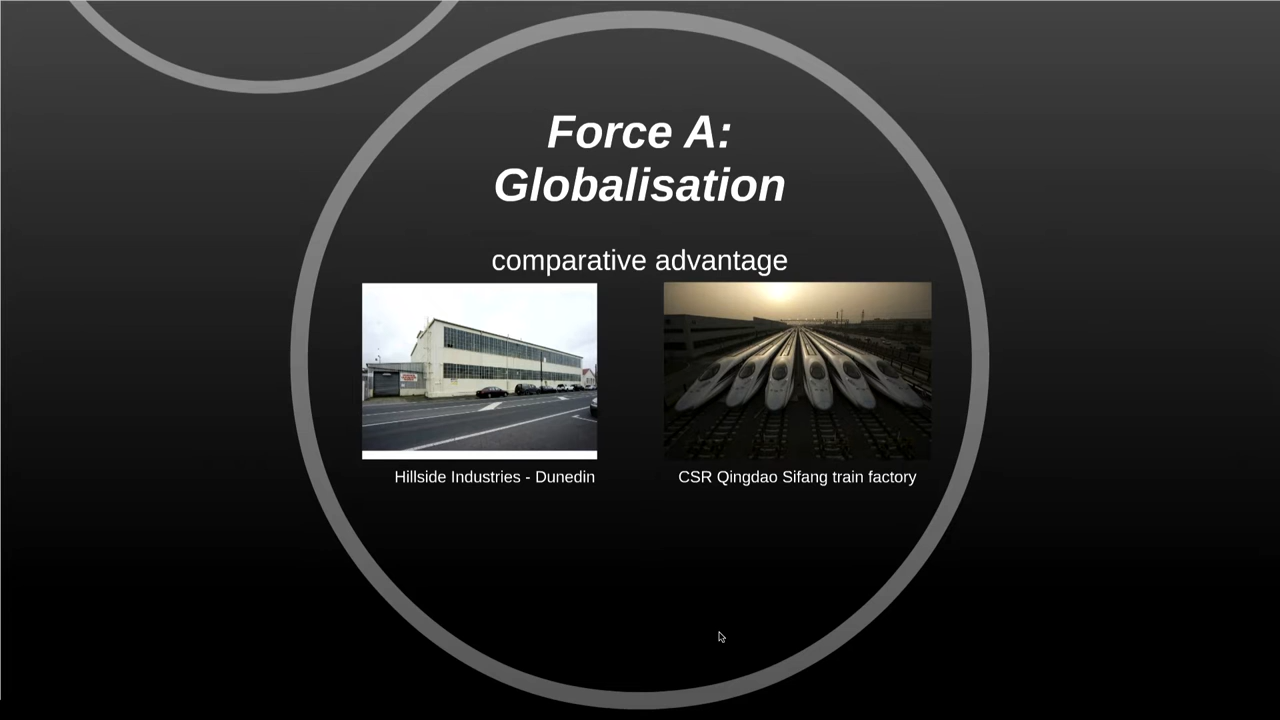 Force A:
Globalisation
comparative advantage
Hillside Industries - Dunedin
CSR Qingdao Sifang train factory